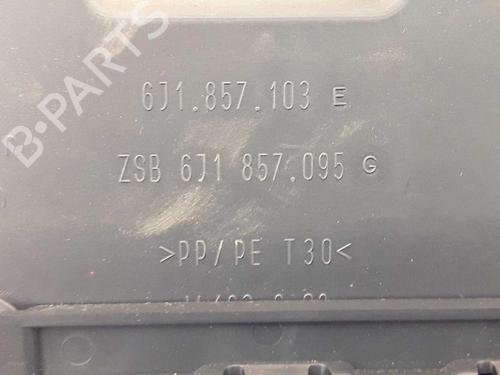 B-PARTS
6J1.857.103 E
ZSB 6J1 857.095 G
>PP/PE T30<